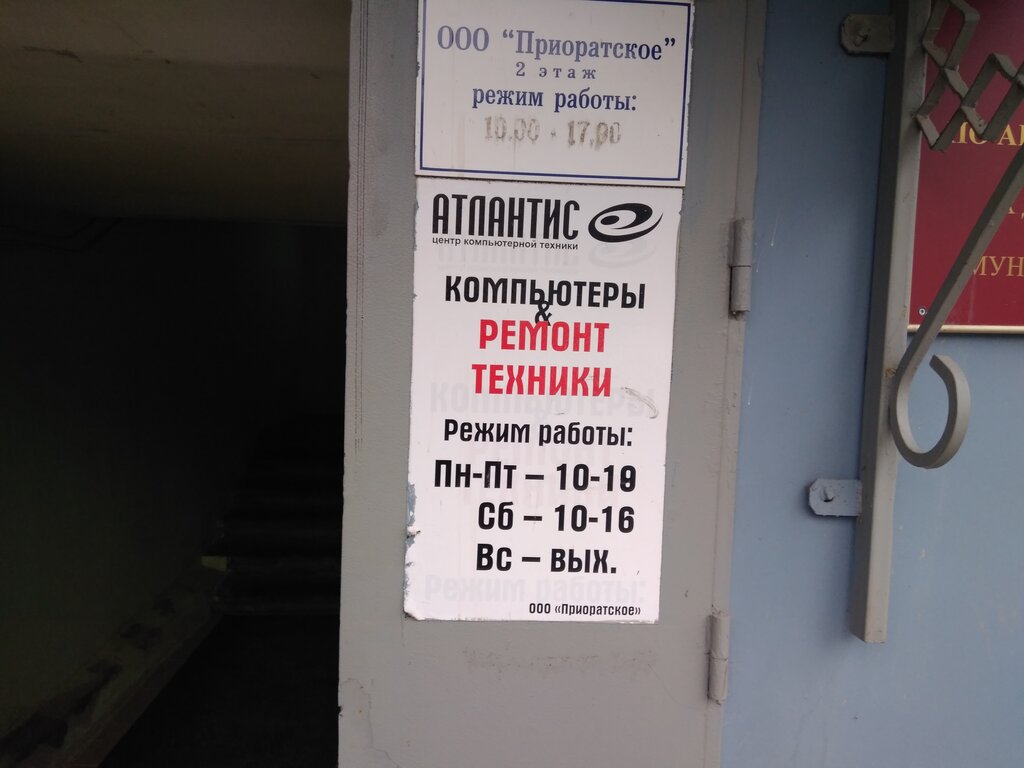 ООО “Приоратское”
2 этаж
режим работы:
10.00 - 17.00
АТЛАНТИС
центр компьютерной техники
КОМПЬЮТЕРЫ
&
РЕМОНТ
ТЕХНИКИ
Режим работы:
Пн-Пт – 10-19
Сб – 10-16
Вс – вых.
ООО «Приоратское»